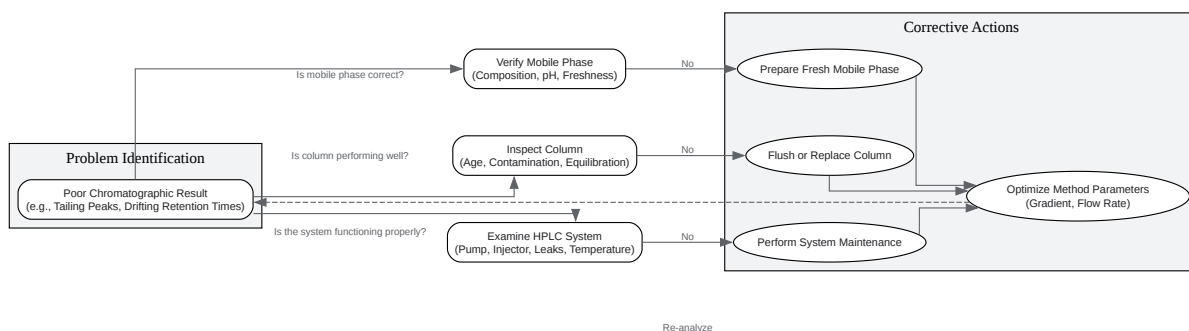 Corrective Actions
Verify Mobile Phase
(Composition, pH, Freshness)
Is mobile phase correct?
No
Prepare Fresh Mobile Phase
Problem Identification
Inspect Column
(Age, Contamination, Equilibration)
Is column performing well?
No
Flush or Replace Column
Poor Chromatographic Result
(e.g., Tailing Peaks, Drifting Retention Times)
Optimize Method Parameters
(Gradient, Flow Rate)
Is the system functioning properly?
Examine HPLC System
(Pump, Injector, Leaks, Temperature)
No
Perform System Maintenance
Re-analyze